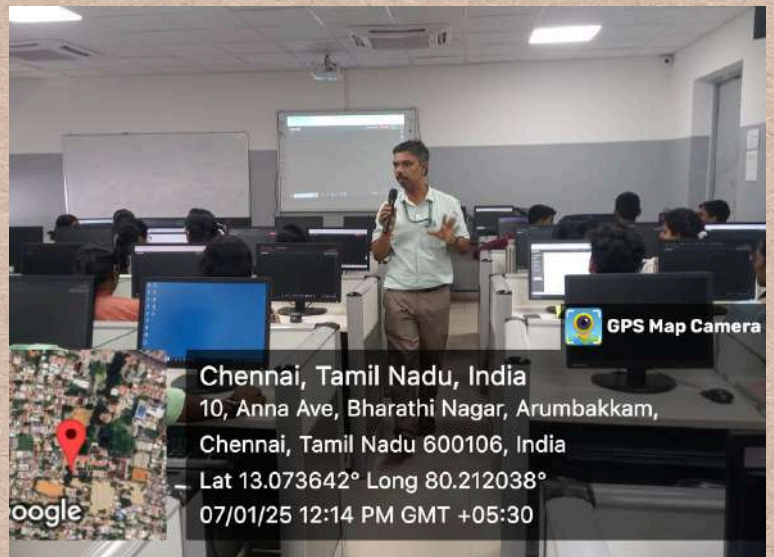 GPS Map Camera
Chennai, Tamil Nadu, India
10, Anna Ave, Bharathi Nagar, Arumbakkam,
Chennai, Tamil Nadu 600106, India
Lat 13.073642° Long 80.212038°
07/01/25 12:14 PM GMT +05:30
oogle